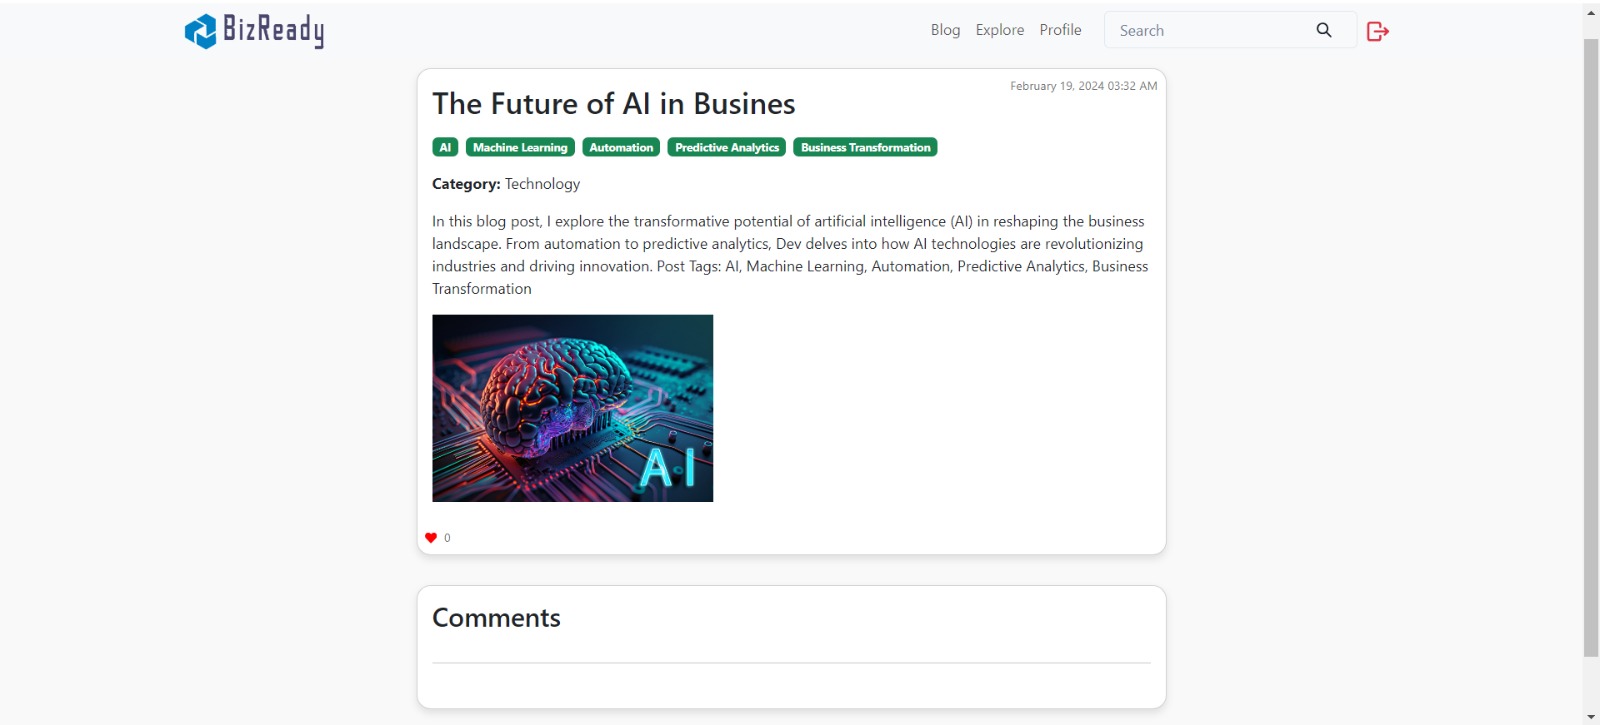 BizReady
Blog Explore Profile Search
February 19, 2024 03:32 AM
The Future of AI in Busines
AI Machine Learning Automation Predictive Analytics Business Transformation
Category: Technology
In this blog post, I explore the transformative potential of artificial intelligence (AI) in reshaping the business
landscape. From automation to predictive analytics, Dev delves into how AI technologies are revolutionizing
industries and driving innovation. Post Tags: AI, Machine Learning, Automation, Predictive Analytics, Business
Transformation
AI
0
Comments